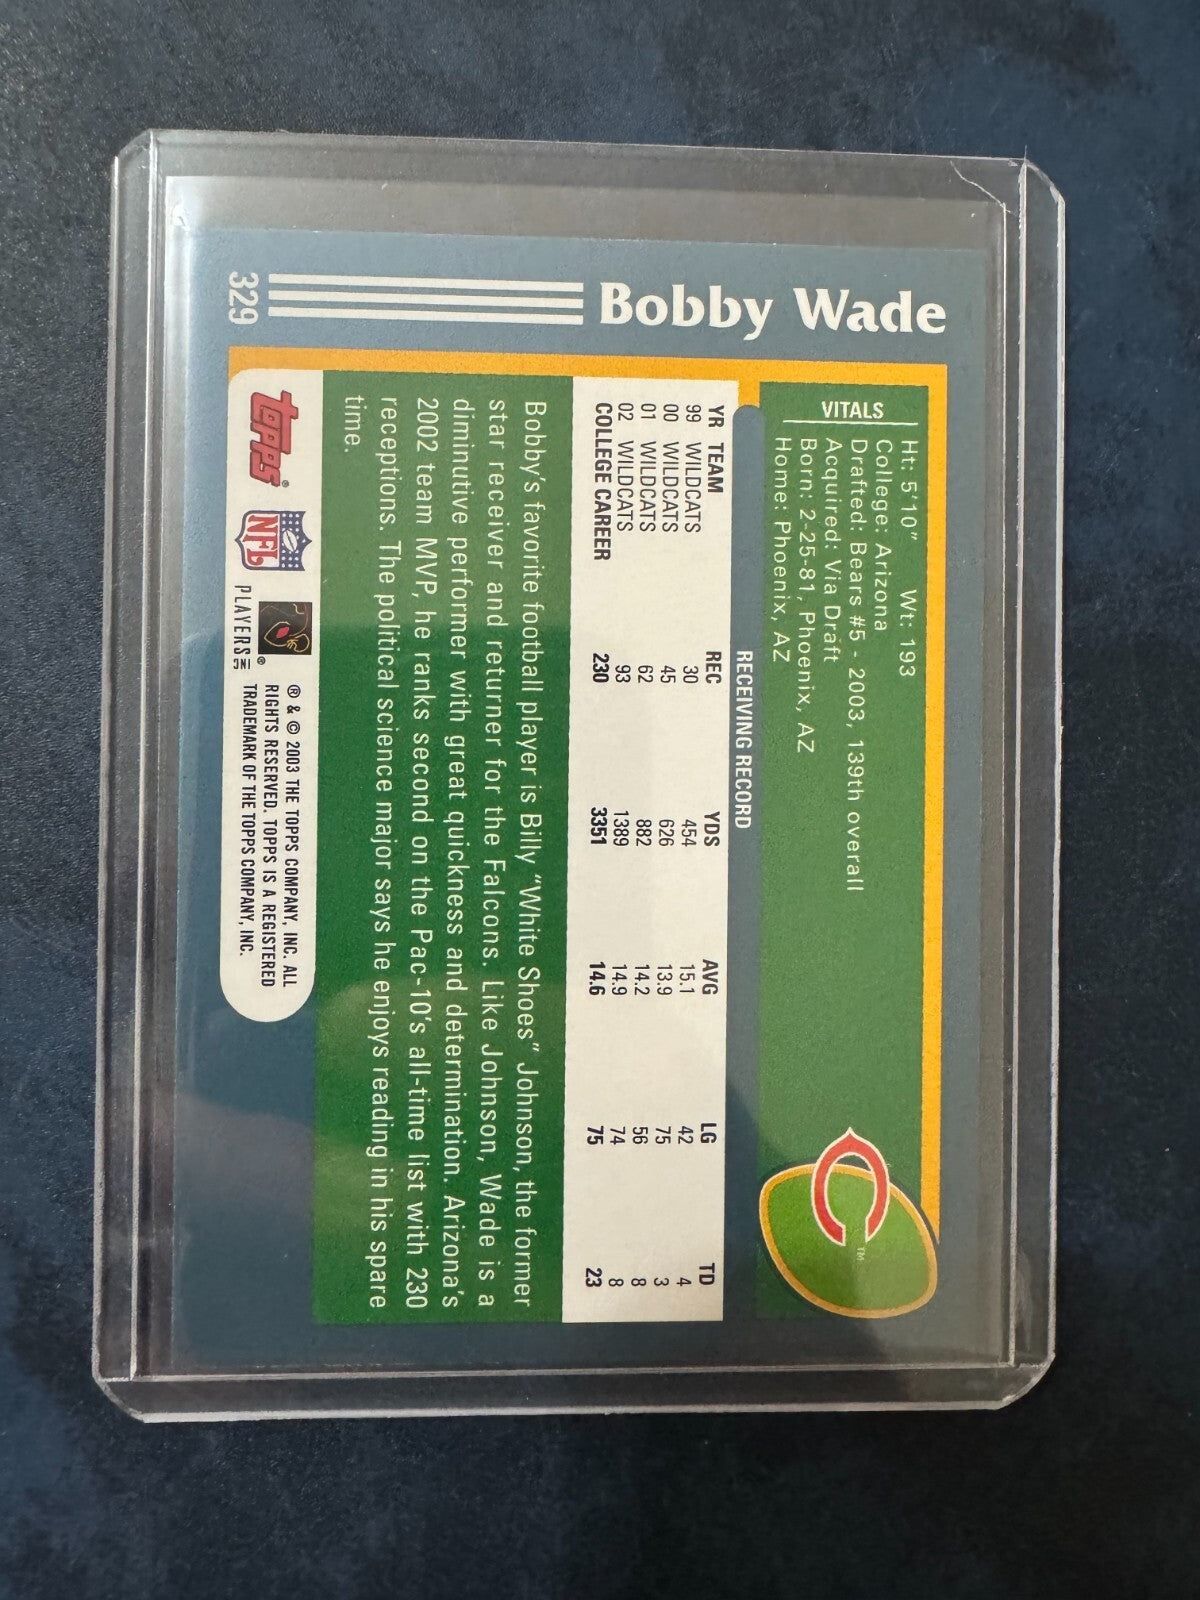 Bobby Wade
329
VITALS
Ht: 5'10" Wt: 193
College: Arizona
Drafted: Bears #5 - 2003, 139th overall
Acquired: Via Draft
Born: 2-25-81, Phoenix, AZ
Home: Phoenix, AZ
C™
RECEIVING RECORD
YR TEAM REC YDS AVG LG TD
99 WILDCATS 30 454 15.1 42 4
00 WILDCATS 45 626 13.9 75 3
01 WILDCATS 62 882 14.2 56 8
02 WILDCATS 93 1389 14.9 74 8
COLLEGE CAREER 230 3351 14.6 75 23
Bobby's favorite football player is Billy “White Shoes” Johnson, the former
star receiver and returner for the Falcons. Like Johnson, Wade is a
diminutive performer with great quickness and determination. Arizona's
2002 team MVP, he ranks second on the Pac-10's all-time list with 230
receptions. The political science major says he enjoys reading in his spare
time.
TOPPS®
NFL
PLAYERS INC ®
® & © 2003 THE TOPPS COMPANY, INC. ALL
RIGHTS RESERVED. TOPPS IS A REGISTERED
TRADEMARK OF THE TOPPS COMPANY, INC.